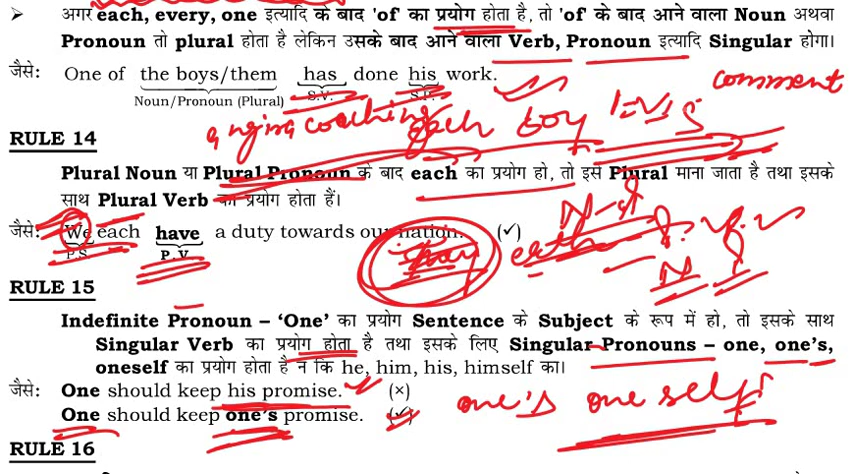 ➤ अगर each, every, one इत्यादि के बाद 'of' का प्रयोग होता है, तो 'of' के बाद आने वाला Noun अथवा
Pronoun तो plural होता है लेकिन उसके बाद आने वाला Verb, Pronoun इत्यादि Singular होगा।
जैसे: One of the boys/them has done his work.
Noun/Pronoun (Plural) S.V.
comment
coaching each boy
RULE 14
Plural Noun या Plural Pronoun के बाद each का प्रयोग हो, तो इसे Plural माना जाता है तथा इसके
साथ Plural Verb का प्रयोग होता हैं।
जैसे: We each have a duty towards our nation. (✓)
P.S. P.V.
RULE 15
Indefinite Pronoun – ‘One’ का प्रयोग Sentence के Subject के रूप में हो, तो इसके साथ
Singular Verb का प्रयोग होता है तथा इसके लिए Singular Pronouns – one, one’s,
oneself का प्रयोग होता है न कि he, him, his, himself का।
जैसे: One should keep his promise. (×)
One should keep one’s promise. (✓)
one's one self
RULE 16